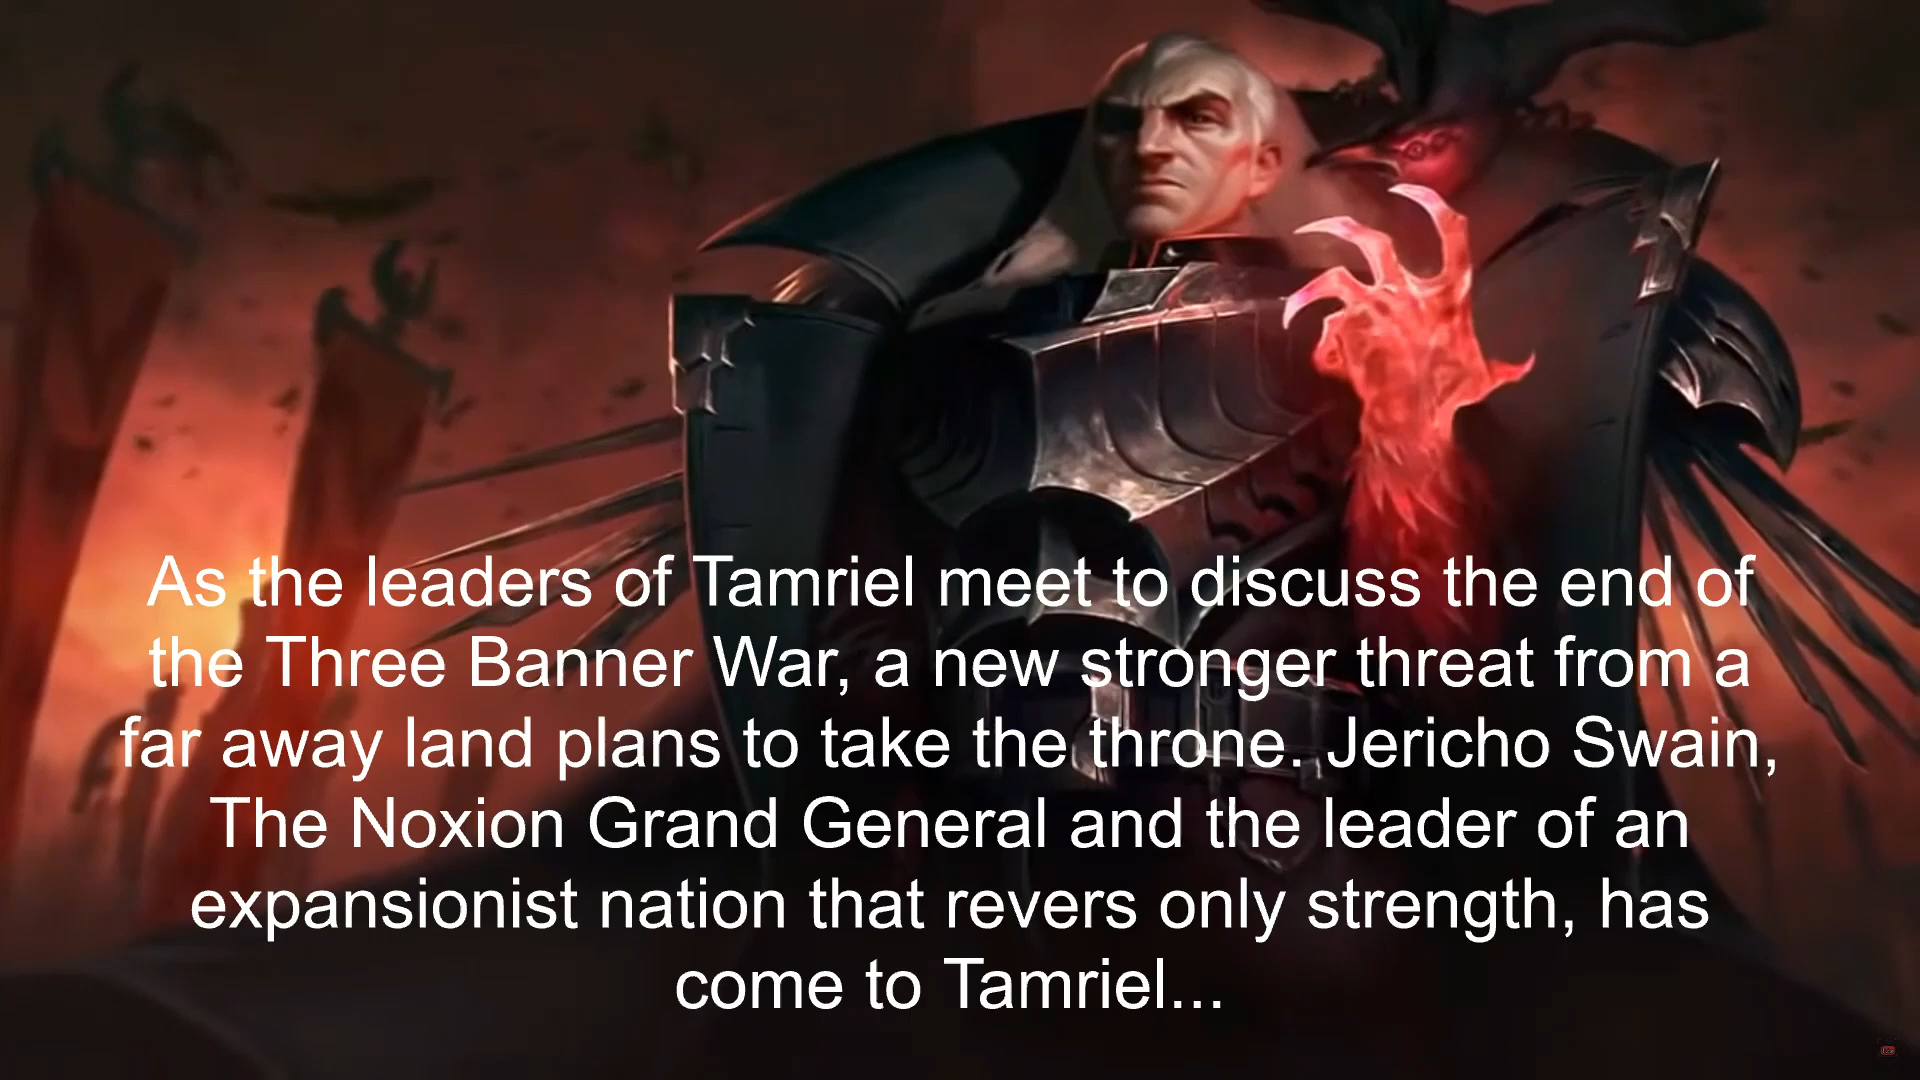 As the leaders of Tamriel meet to discuss the end of
the Three Banner War, a new stronger threat from a
far away land plans to take the throne. Jericho Swain,
The Noxion Grand General and the leader of an
expansionist nation that revers only strength, has
come to Tamriel...